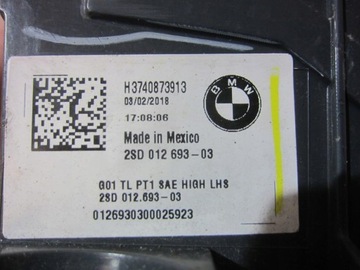 H3740873913
03/02/2018
BMW
17:08:06
Made in Mexico
2SD 012 693-03
G01 TL PT1 SAE HIGH LHS
2SD 012.693-03
0126930300025923